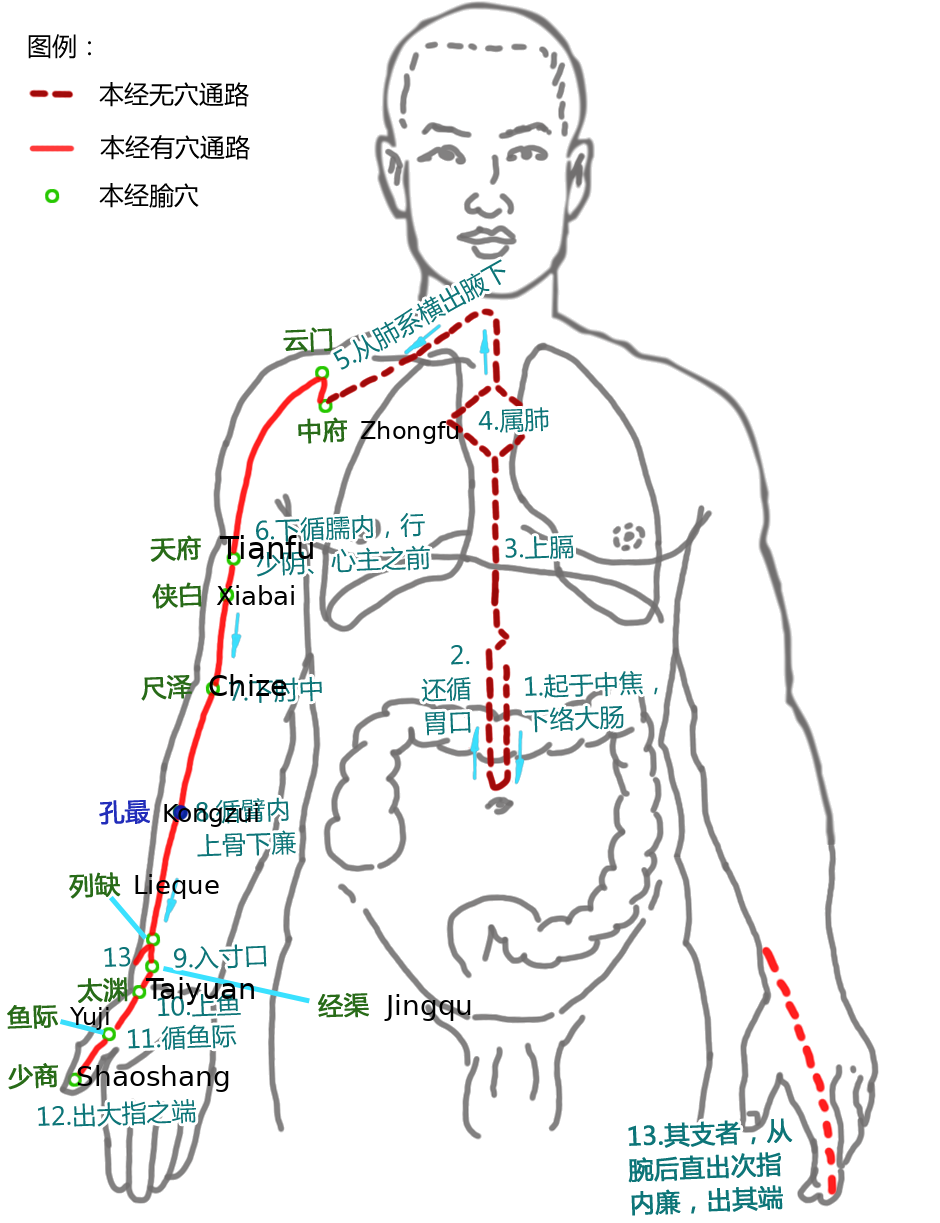 图例：
本经无穴通路
本经有穴通路
本经腧穴
云门
5.从肺系横出腋下
中府 Zhongfu
4.属肺
6.下循臑内，行
少阴、心主之前
天府 Tianfu
3.上膈
侠白 Xiabai
2.
还循
胃口
1.起于中焦，
下络大肠
尺泽 Chize
7.下肘中
孔最 Kongzui
8.循臂内
上骨下廉
列缺 Lieque
13
9.入寸口
太渊 Taiyuan
10.上鱼
经渠 Jingqu
鱼际 Yuji
11.循鱼际
少商 Shaoshang
12.出大指之端
13.其支者，从
腕后直出次指
内廉，出其端